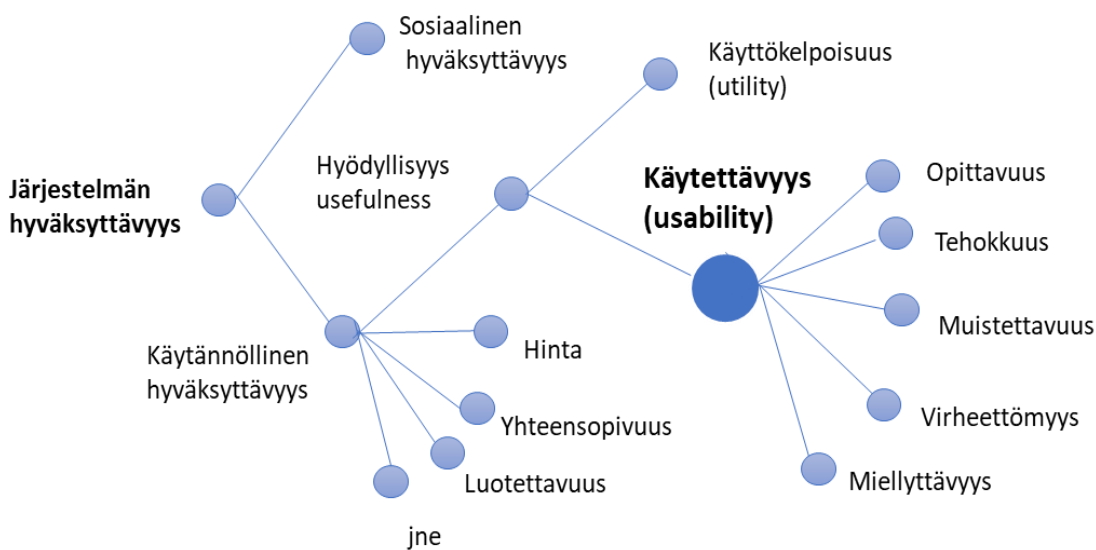 Sosiaalinen
hyväksyttävyys
Käyttökelpoisuus
(utility)
Järjestelmän
hyväksyttävyys
Hyödyllisyys
usefulness
Käytettävyys
(usability)
Opittavuus
Tehokkuus
Muistettavuus
Virheettömyys
Miellyttävyys
Käytännöllinen
hyväksyttävyys
Hinta
Yhteensopivuus
Luotettavuus
jne